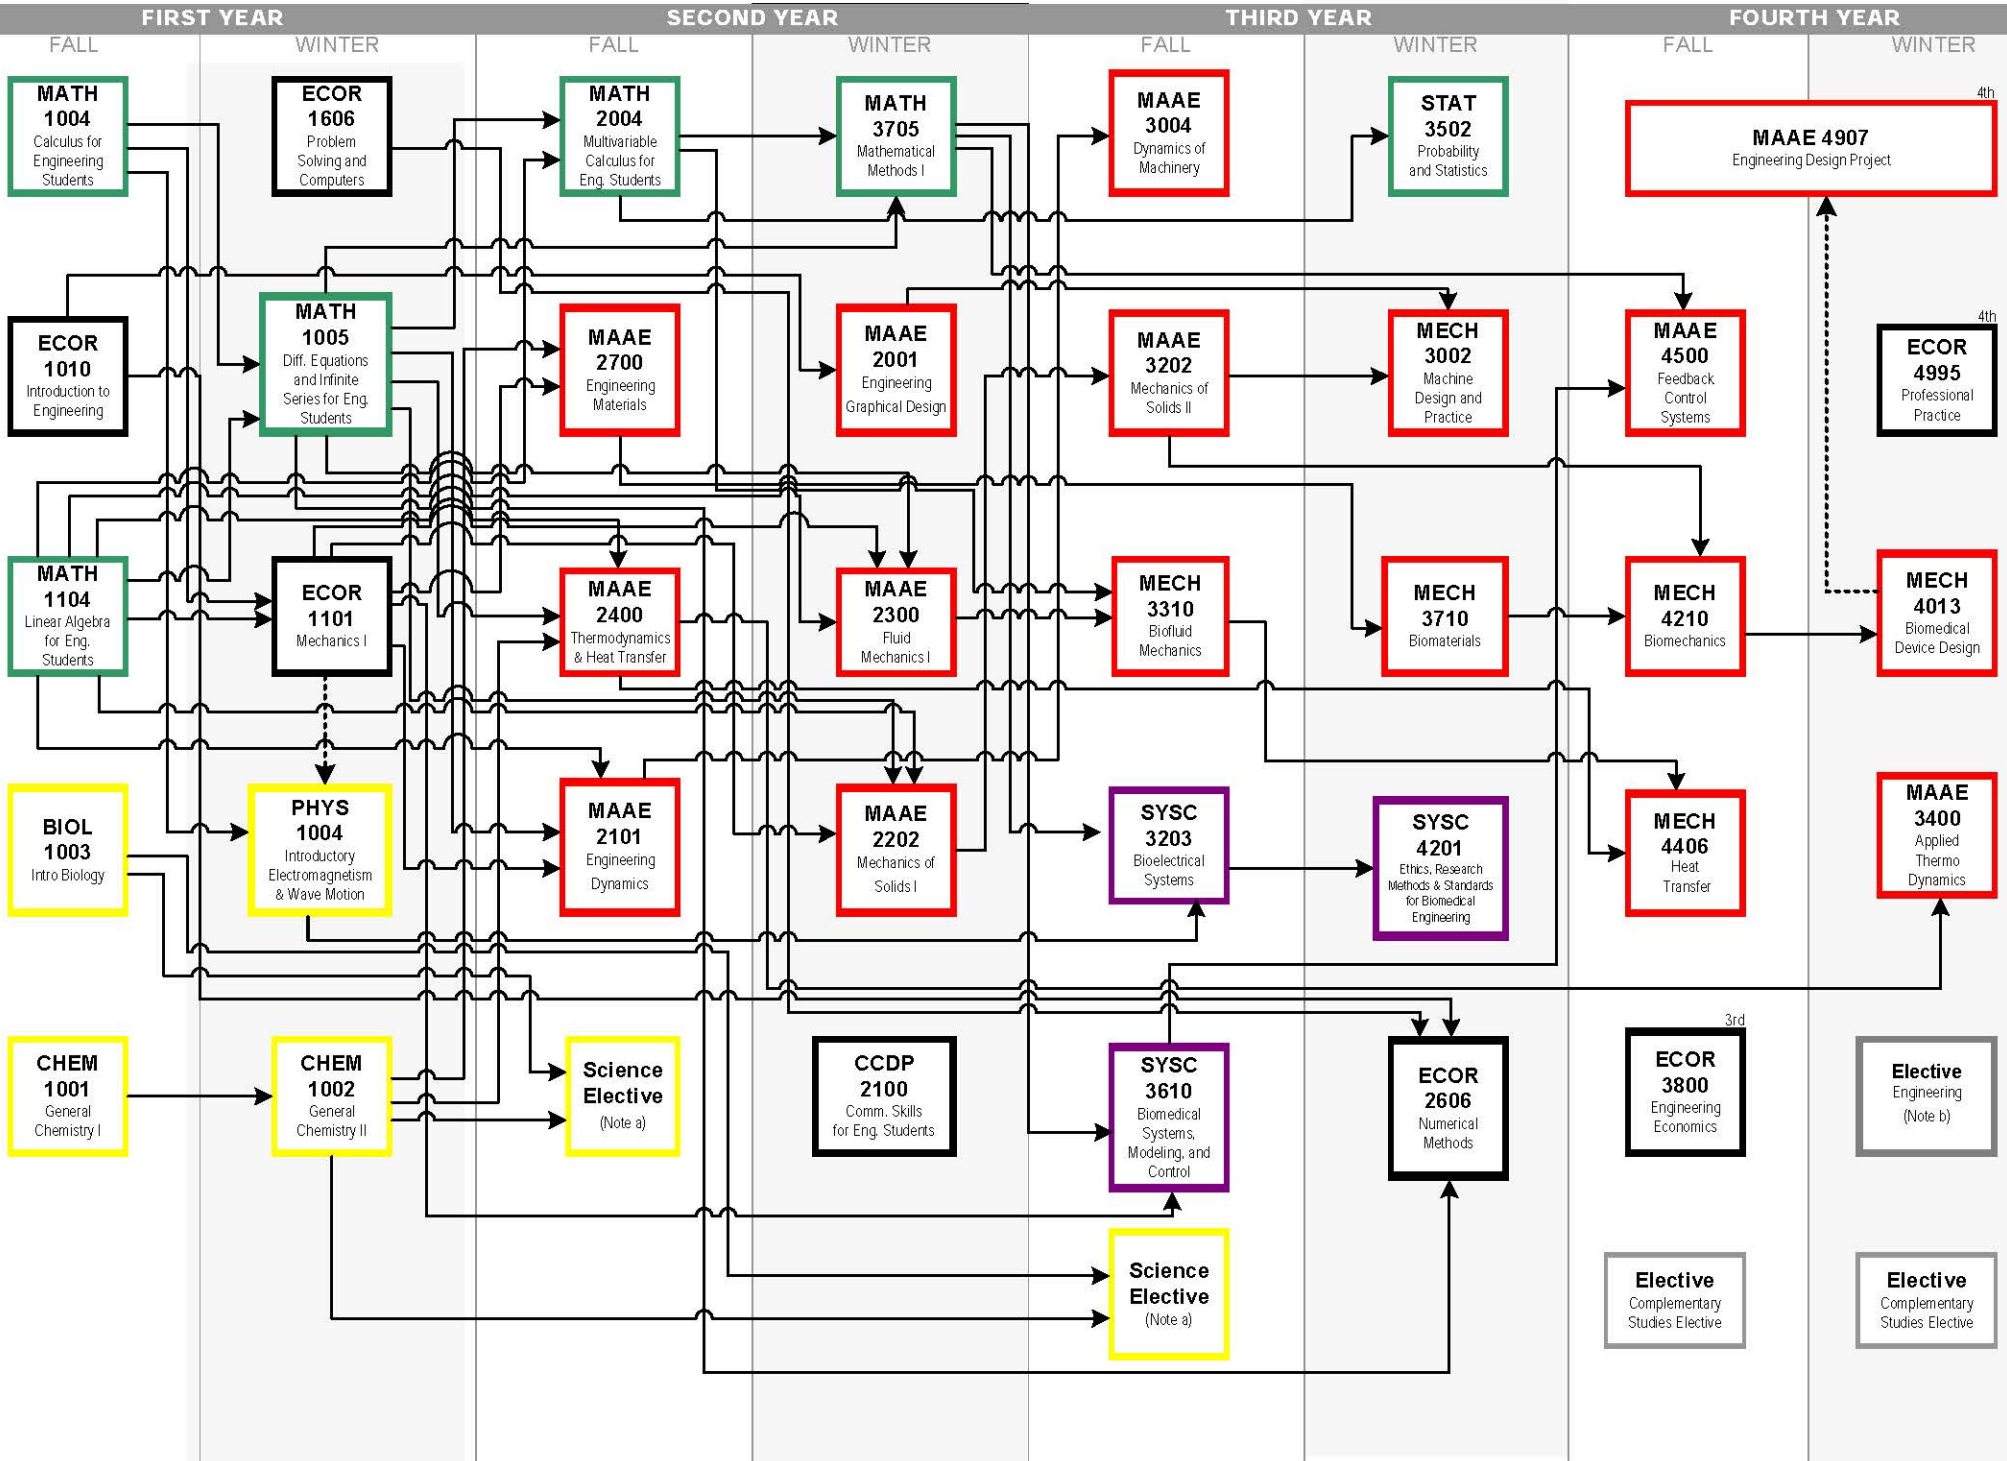 FIRST YEAR
SECOND YEAR
THIRD YEAR
FOURTH YEAR
FALL
WINTER
FALL
WINTER
FALL
WINTER
FALL
WINTER
MATH
1004
Calculus for
Engineering
Students
ECOR
1606
Problem
Solving and
Computers
MATH
2004
Multivariable
Calculus for
Eng. Students
MATH
3705
Mathematical
Methods I
MAAE
3004
Dynamics of
Machinery
STAT
3502
Probability
and Statistics
4th
MAAE 4907
Engineering Design Project
ECOR
1010
Introduction to
Engineering
MATH
1005
Diff. Equations
and Infinite
Series for Eng.
Students
MAAE
2700
Engineering
Materials
MAAE
2001
Engineering
Graphical Design
MAAE
3202
Mechanics of
Solids II
MECH
3002
Machine
Design and
Practice
MAAE
4500
Feedback
Control
Systems
4th
ECOR
4995
Professional
Practice
MATH
1104
Linear Algebra
for Eng.
Students
ECOR
1101
Mechanics I
MAAE
2400
Thermodynamics
& Heat Transfer
MAAE
2300
Fluid
Mechanics I
MECH
3310
Biofluid
Mechanics
MECH
3710
Biomaterials
MECH
4210
Biomechanics
MECH
4013
Biomedical
Device Design
BIOL
1003
Intro Biology
PHYS
1004
Introductory
Electromagnetism
& Wave Motion
MAAE
2101
Engineering
Dynamics
MAAE
2202
Mechanics of
Solids I
SYSC
3203
Bioelectrical
Systems
SYSC
4201
Ethics, Research
Methods & Standards
for Biomedical
Engineering
MECH
4406
Heat
Transfer
MAAE
3400
Applied
Thermo
Dynamics
CHEM
1001
General
Chemistry I
CHEM
1002
General
Chemistry II
Science
Elective
(Note a)
CCDP
2100
Comm. Skills
for Eng. Students
SYSC
3610
Biomedical
Systems,
Modeling, and
Control
ECOR
2606
Numerical
Methods
3rd
ECOR
3800
Engineering
Economics
Elective
Engineering
(Note b)
Science
Elective
(Note a)
Elective
Complementary
Studies Elective
Elective
Complementary
Studies Elective